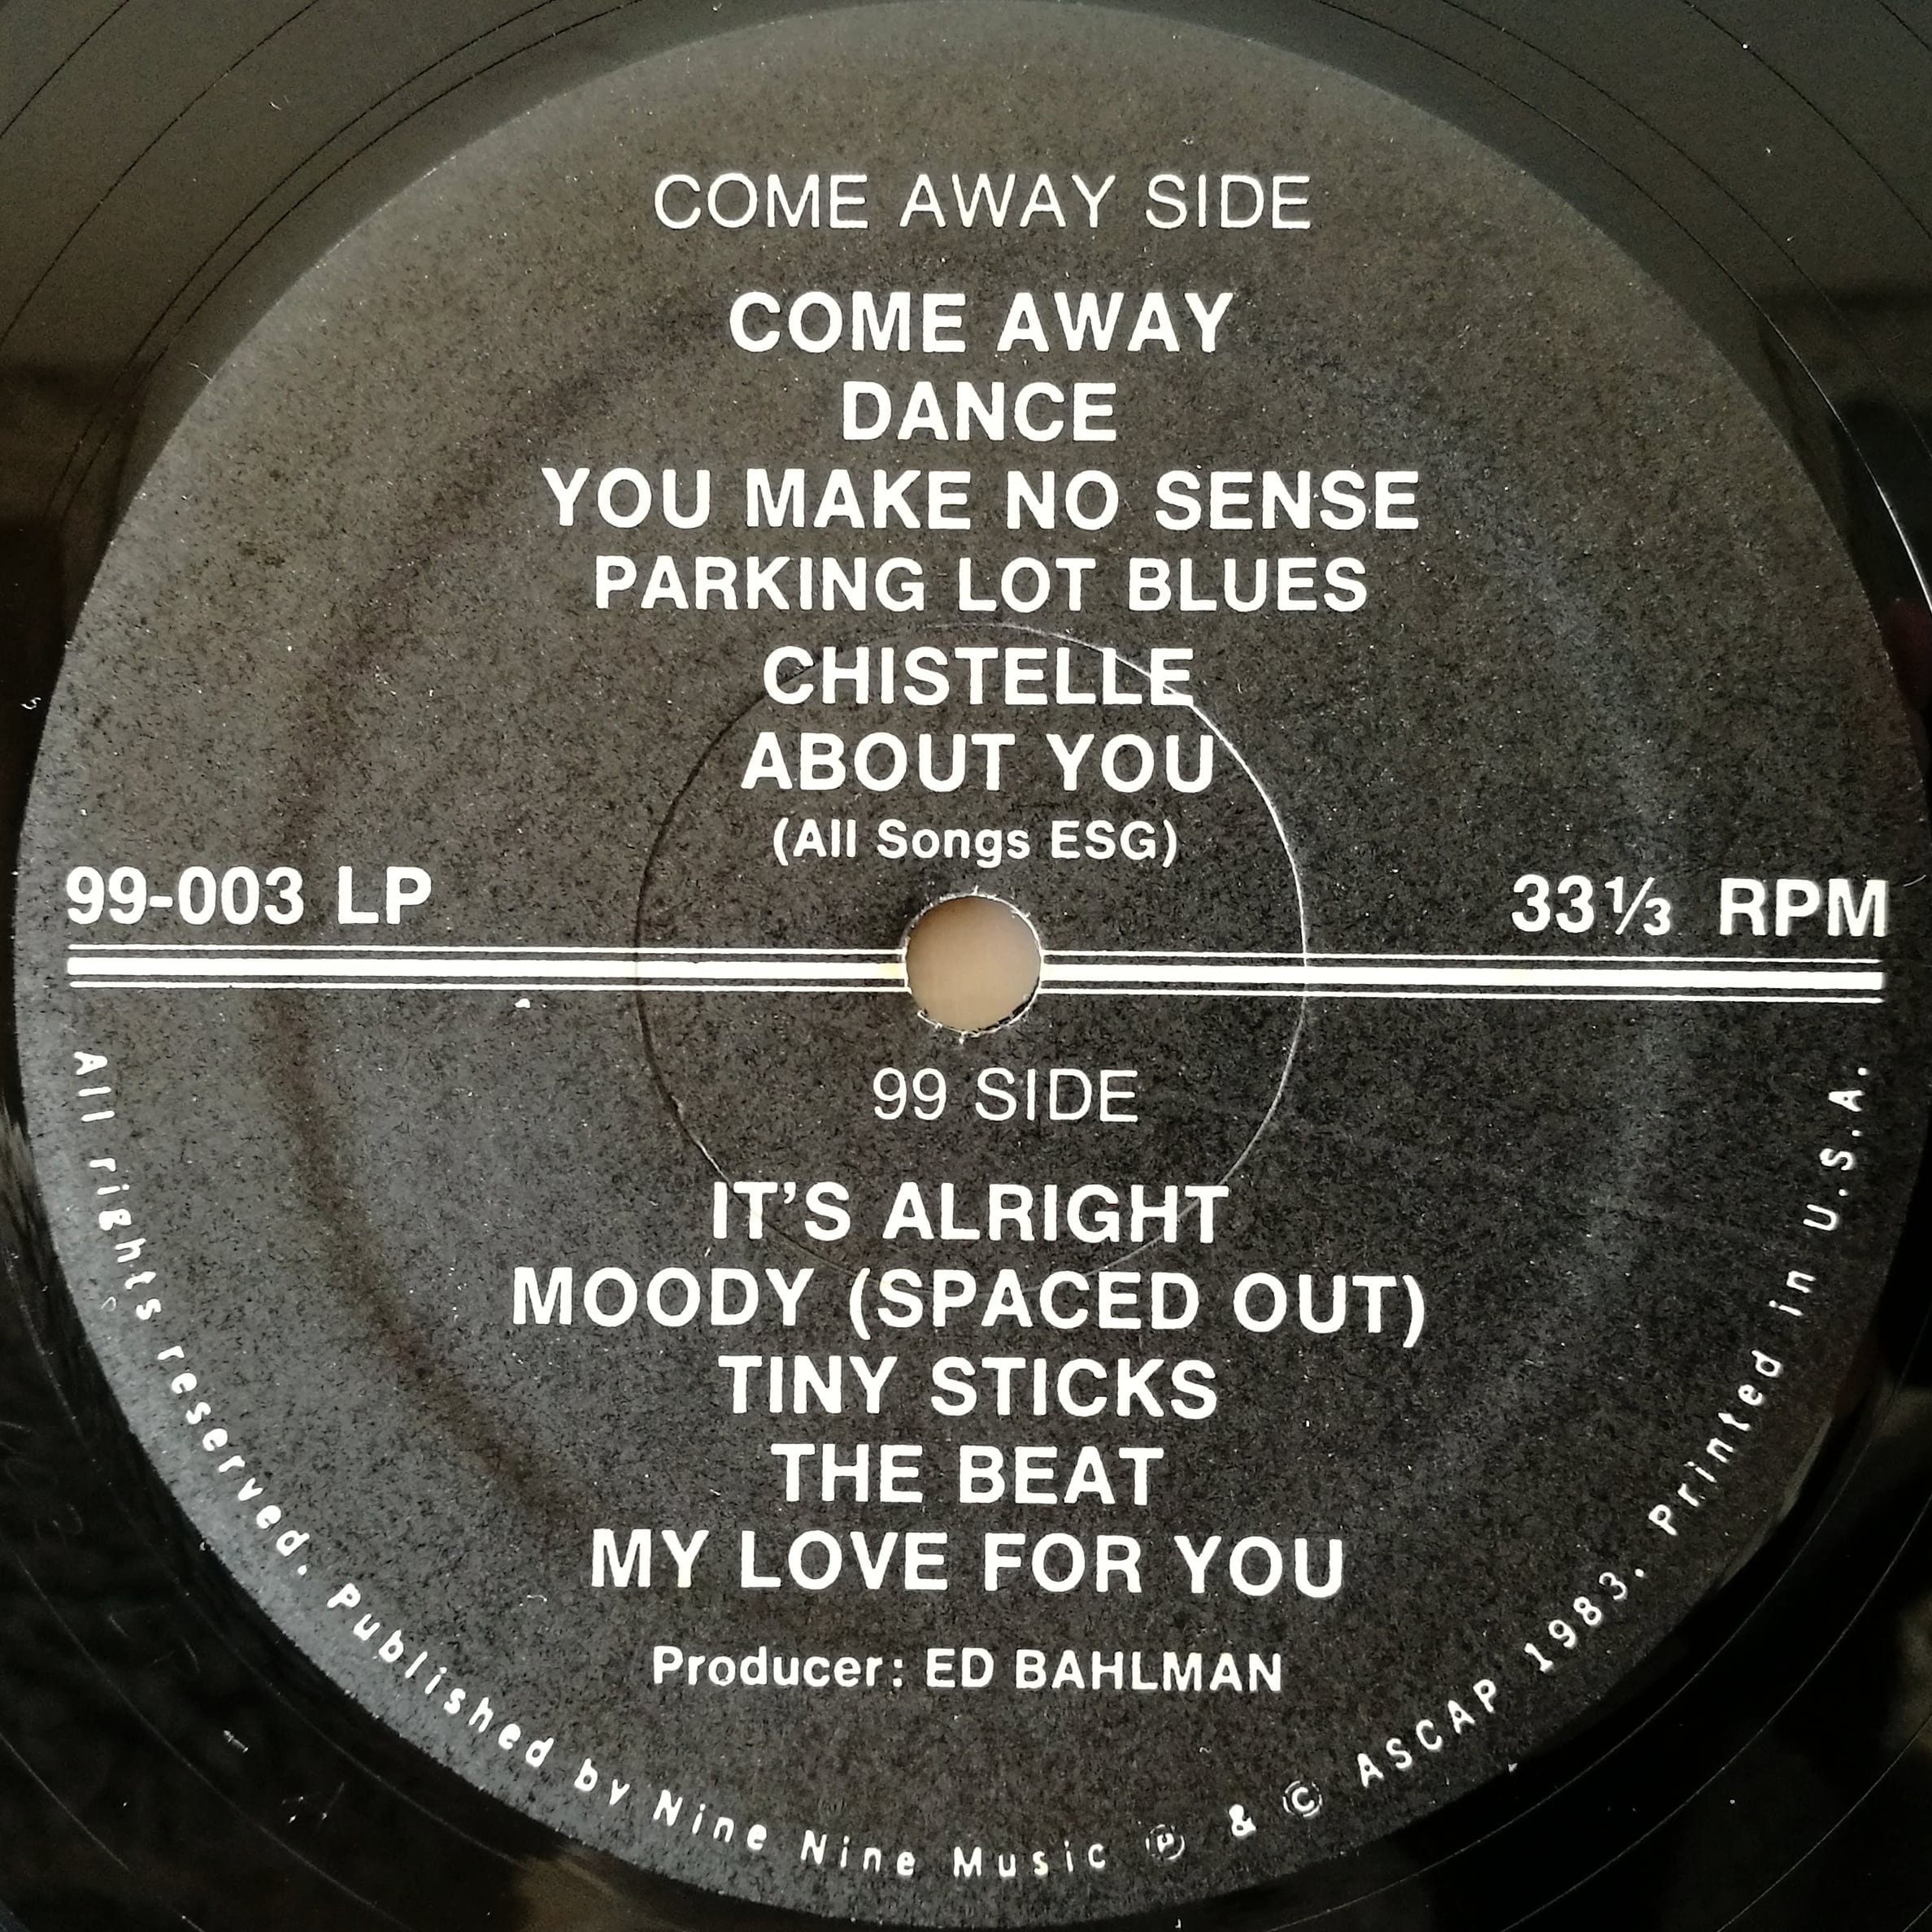 COME AWAY SIDE
COME AWAY
DANCE
YOU MAKE NO SENSE
PARKING LOT BLUES
CHISTELLE
ABOUT YOU
(All Songs ESG)
99-003 LP
33⅓ RPM
99 SIDE
IT'S ALRIGHT
MOODY (SPACED OUT)
TINY STICKS
THE BEAT
MY LOVE FOR YOU
Producer: ED BAHLMAN
All rights reserved. Published by Nine Nine Music ℗ & © ASCAP 1983. Printed in U.S.A.